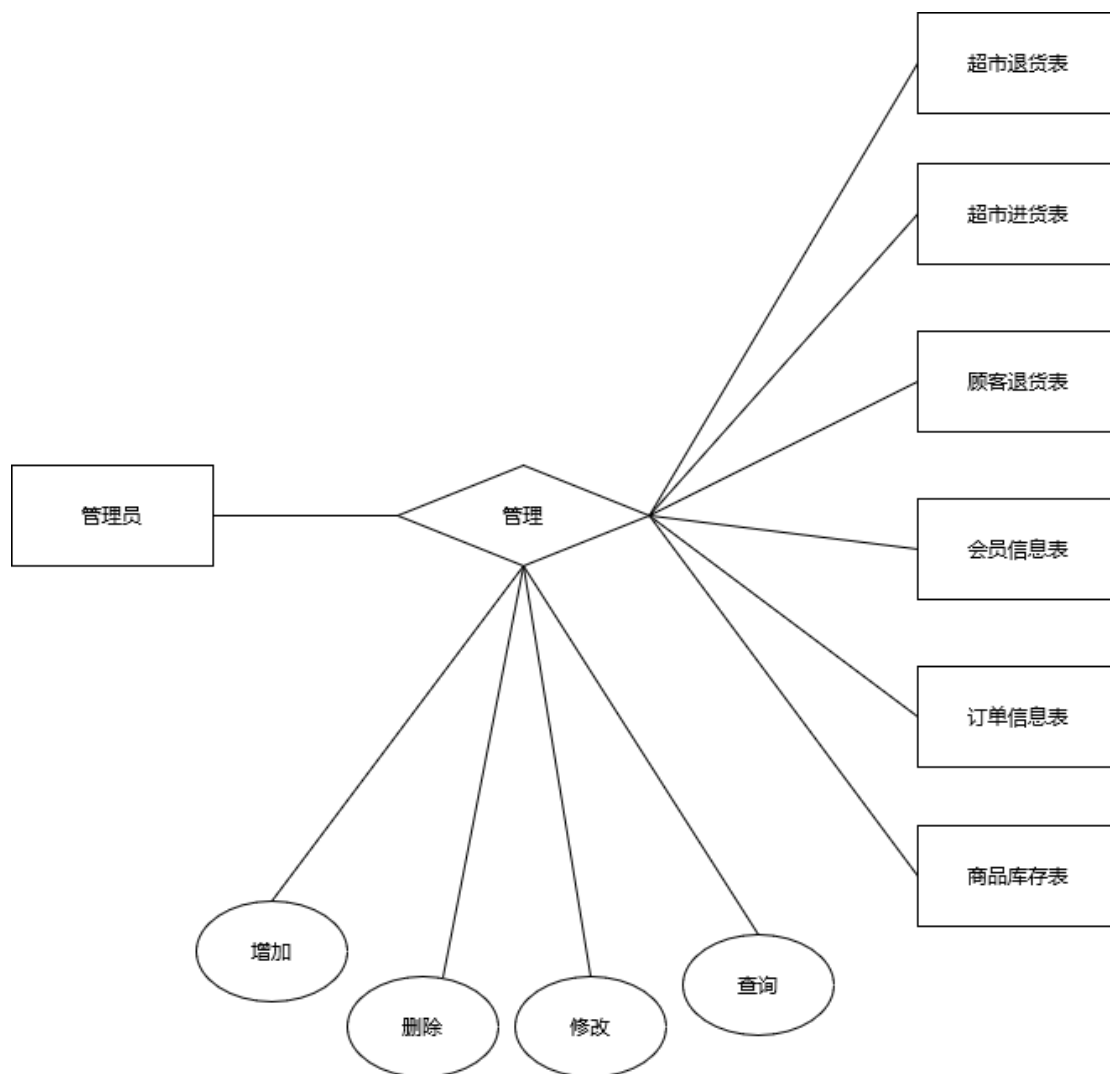 超市退货表
超市进货表
顾客退货表
管理员
管理
会员信息表
订单信息表
商品库存表
增加
删除
修改
查询